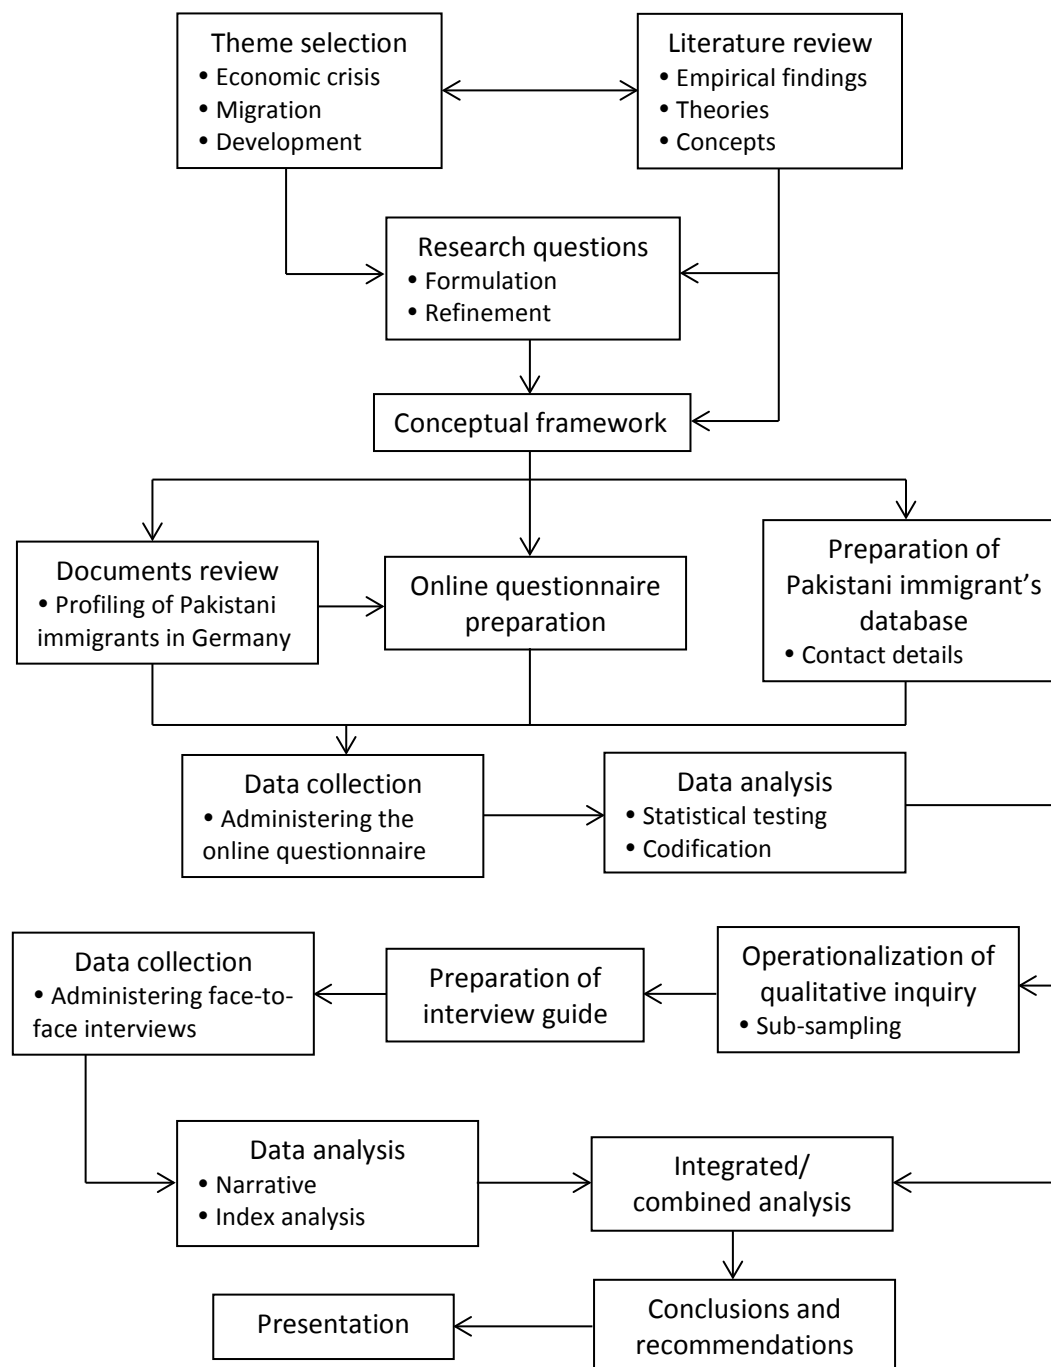 Theme selection
• Economic crisis
• Migration
• Development
Literature review
• Empirical findings
• Theories
• Concepts
Research questions
• Formulation
• Refinement
Conceptual framework
Documents review
• Profiling of Pakistani
immigrants in Germany
Online questionnaire
preparation
Preparation of
Pakistani immigrant’s
database
• Contact details
Data collection
• Administering the
online questionnaire
Data analysis
• Statistical testing
• Codification
Data collection
• Administering face-to-
face interviews
Preparation of
interview guide
Operationalization of
qualitative inquiry
• Sub-sampling
Data analysis
• Narrative
• Index analysis
Integrated/
combined analysis
Presentation
Conclusions and
recommendations